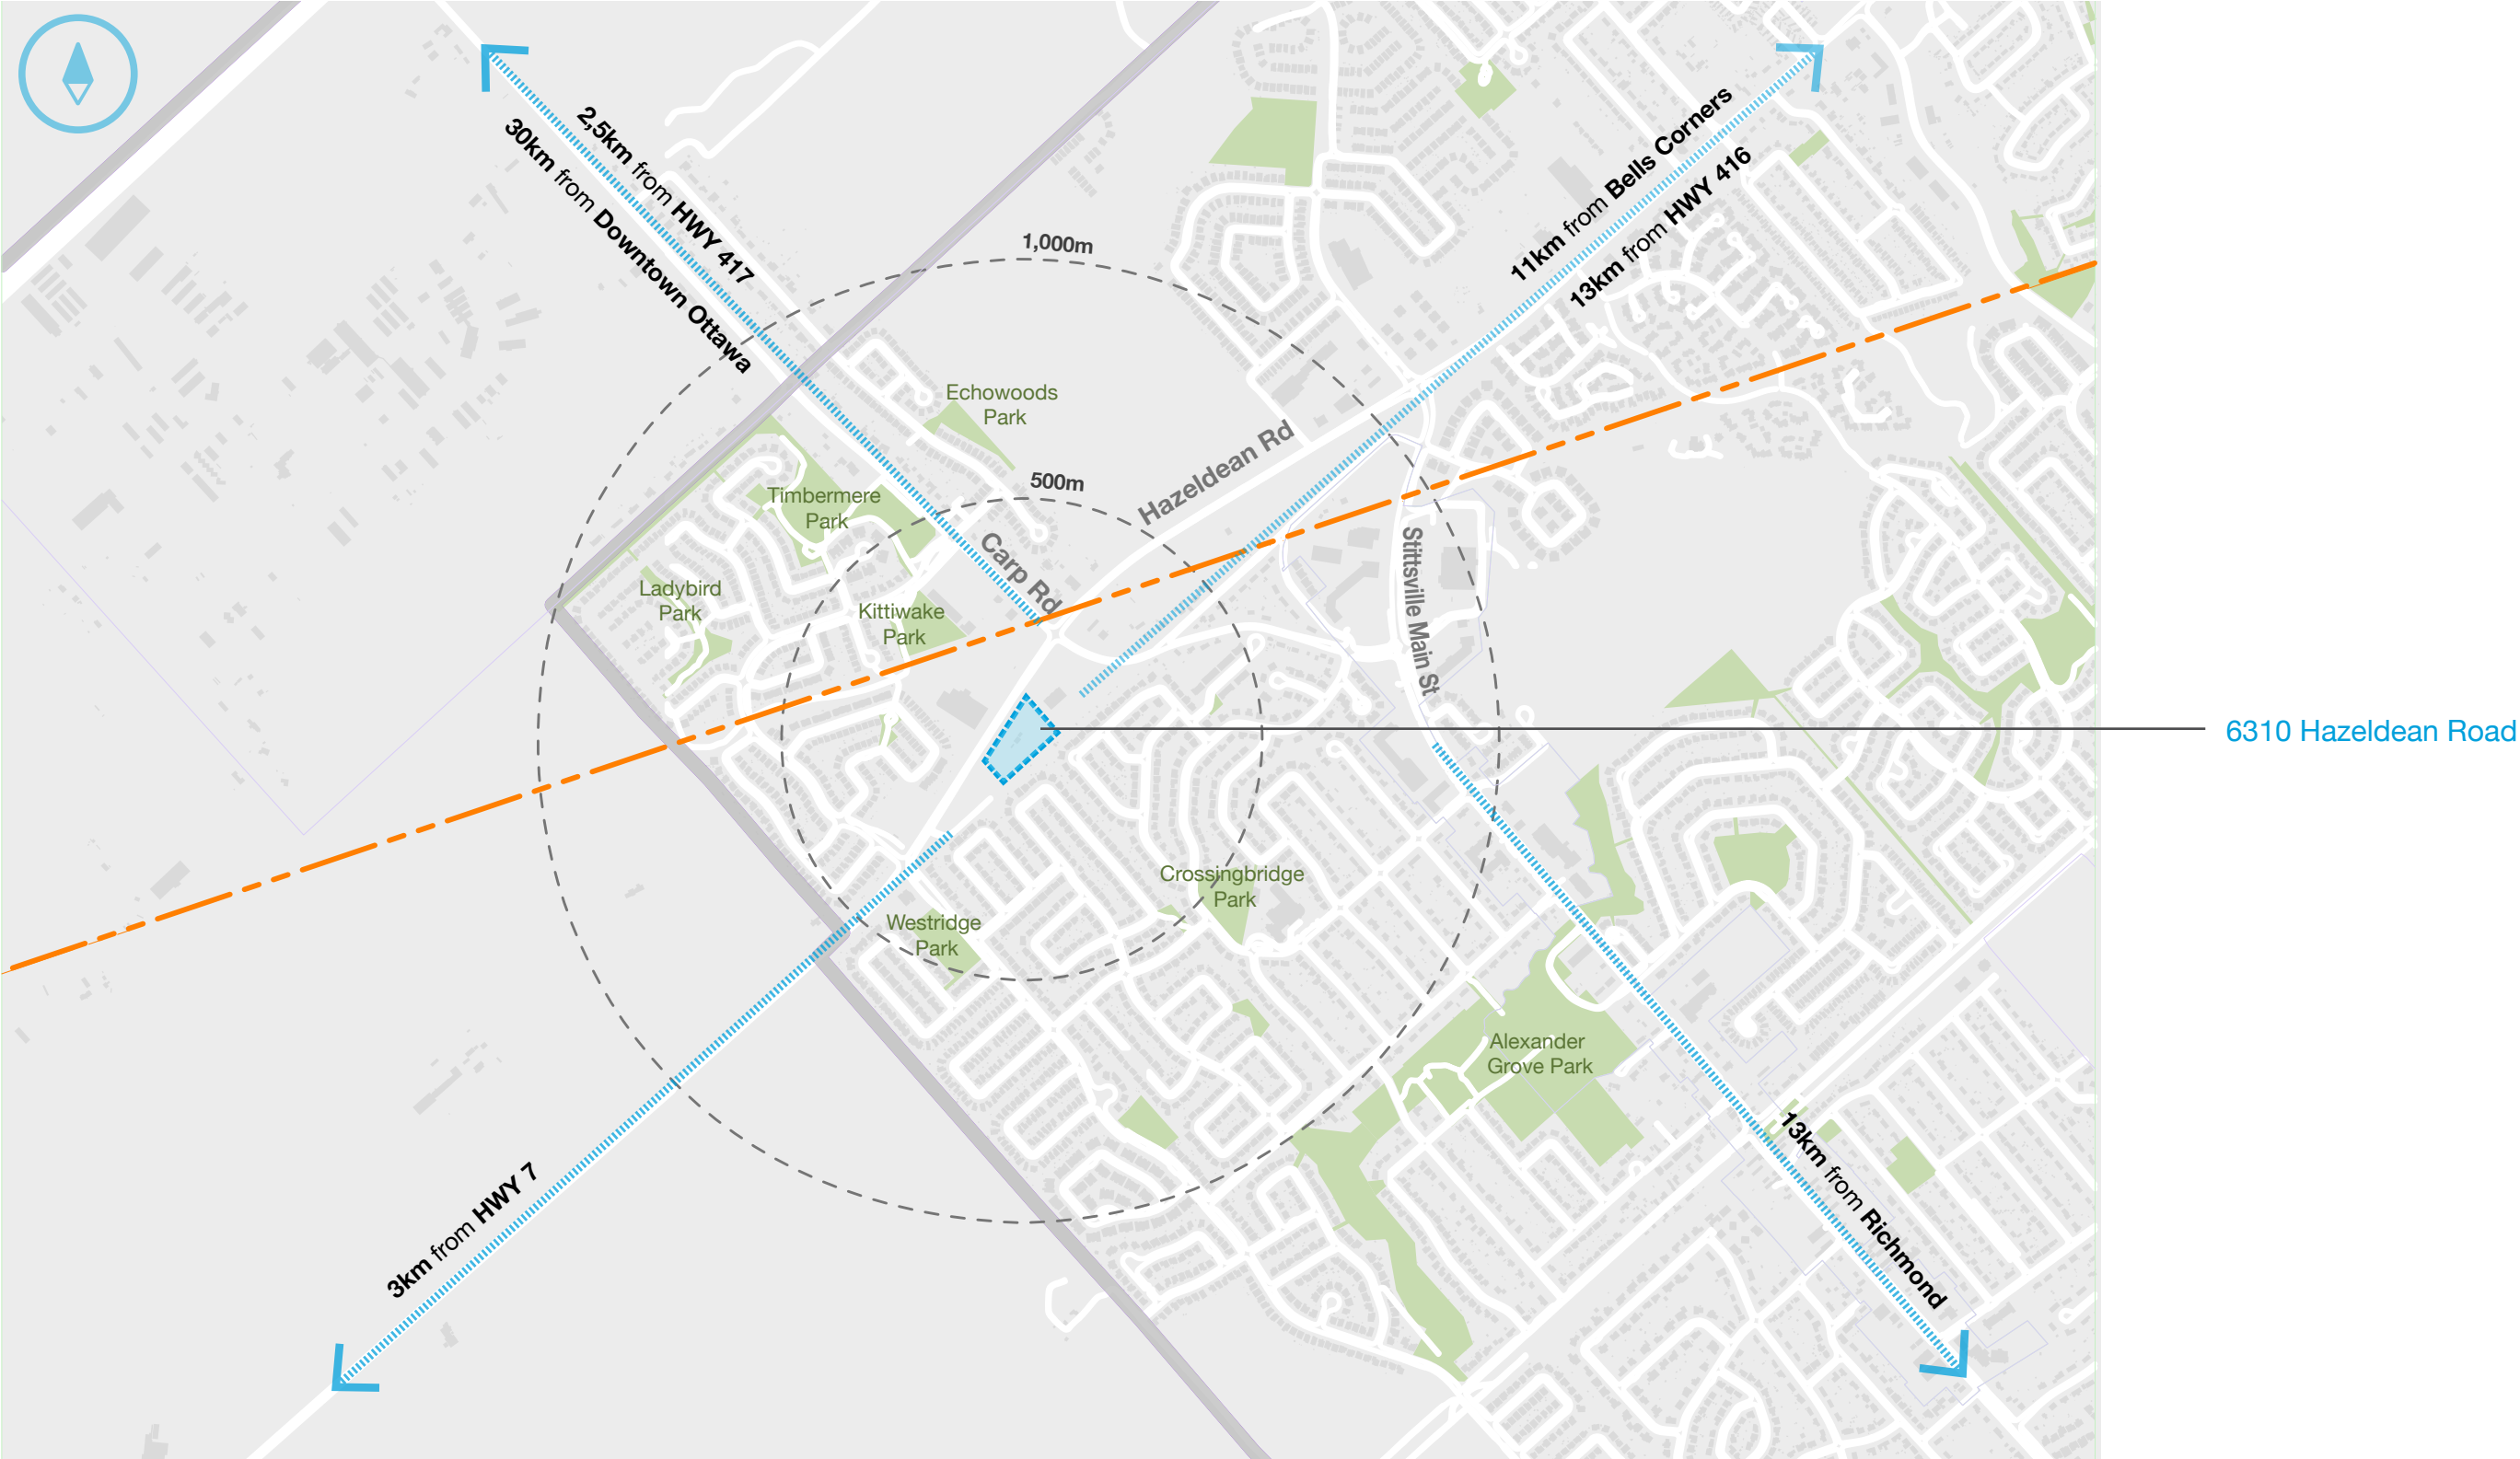 2,5km from HWY 417
30km from Downtown Ottawa
11km from Bells Corners
13km from HWY 416
1,000m
Echowoods
Park
Hazeldean Rd
500m
Timbermere
Park
Carp Rd
Stittsville Main St
Ladybird
Park
Kittiwake
Park
6310 Hazeldean Road
Crossingbridge
Park
Westridge
Park
Alexander
Grove Park
3km from HWY 7
13km from Richmond